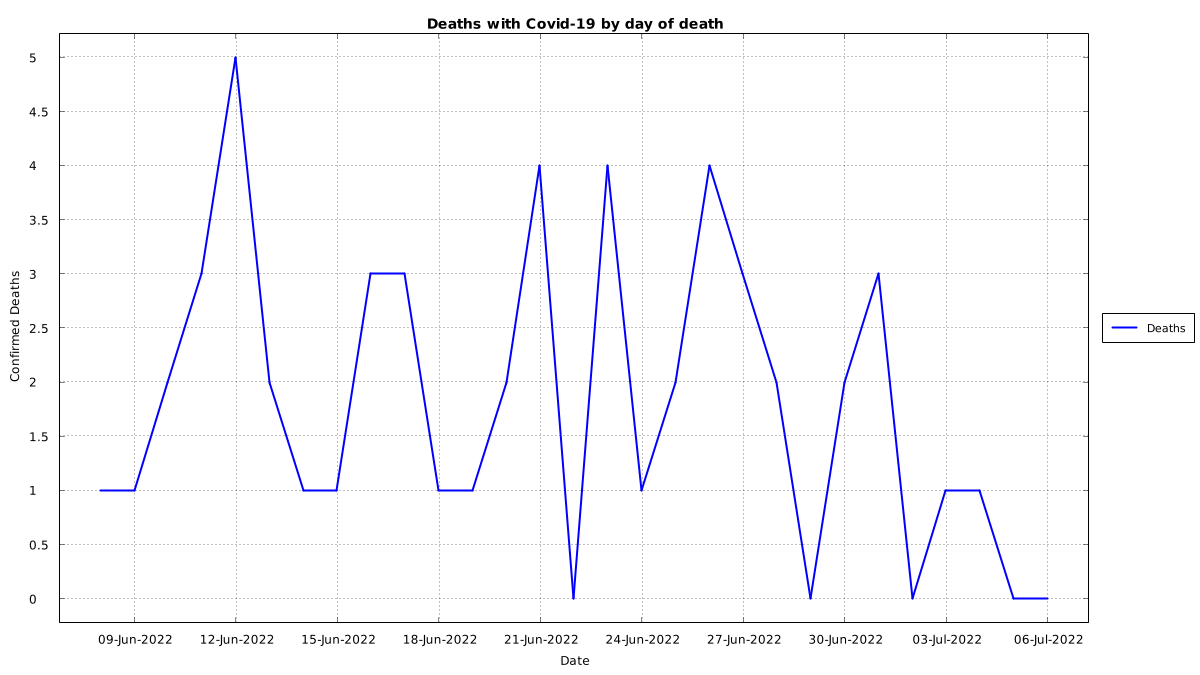 Deaths with Covid-19 by day of death
5
4.5
4
3.5
3
2.5
2
1.5
1
0.5
0
Confirmed Deaths
09-Jun-2022 12-Jun-2022 15-Jun-2022 18-Jun-2022 21-Jun-2022 24-Jun-2022 27-Jun-2022 30-Jun-2022 03-Jul-2022 06-Jul-2022
Date
Deaths